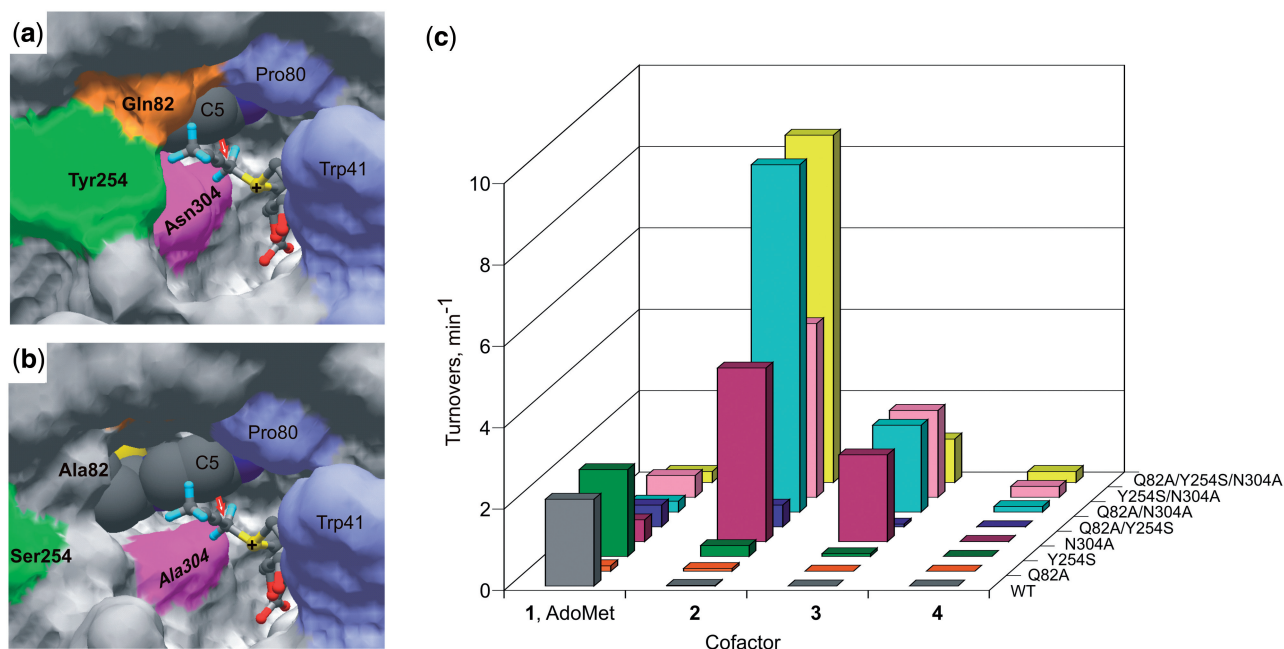 (a)
Pro80
Gln82
C5
Tyr254
Trp41
Asn304
+
(b)
Pro80
Ala82
C5
Trp41
Ser254
Ala304
+
(c)
10
8
6
4
2
0
Turnovers, min⁻¹
Q82A/Y254S/N304A
Y254S/N304A
Q82A/N304A
Q82A/Y254S
N304A
Y254S
Q82A
WT
1, AdoMet 2 3 4
Cofactor